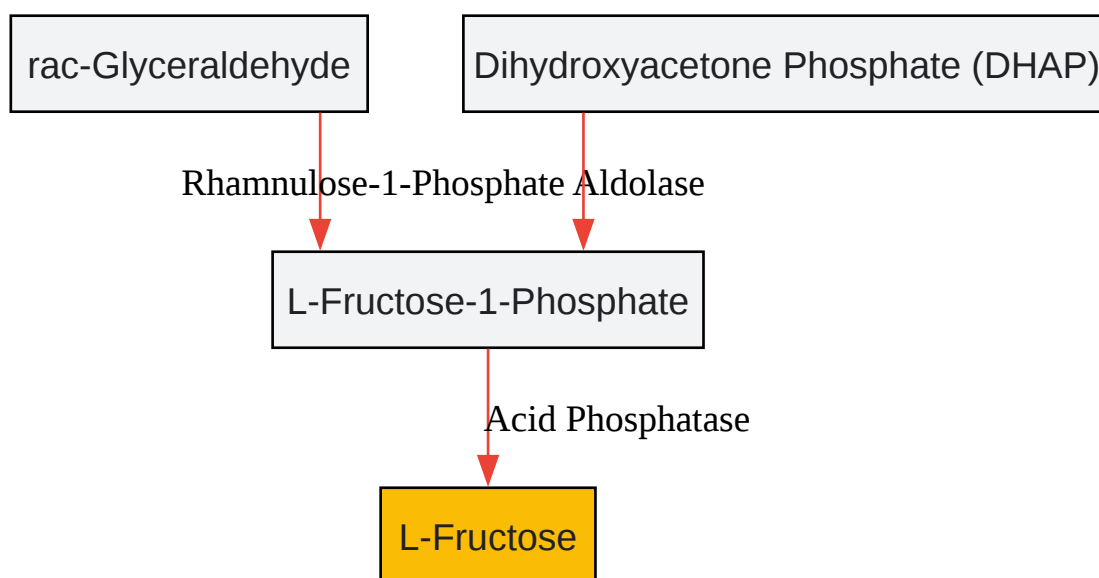 rac-Glyceraldehyde
Dihydroxyacetone Phosphate (DHAP)
Rhamnulose-1-Phosphate Aldolase
L-Fructose-1-Phosphate
Acid Phosphatase
L-Fructose